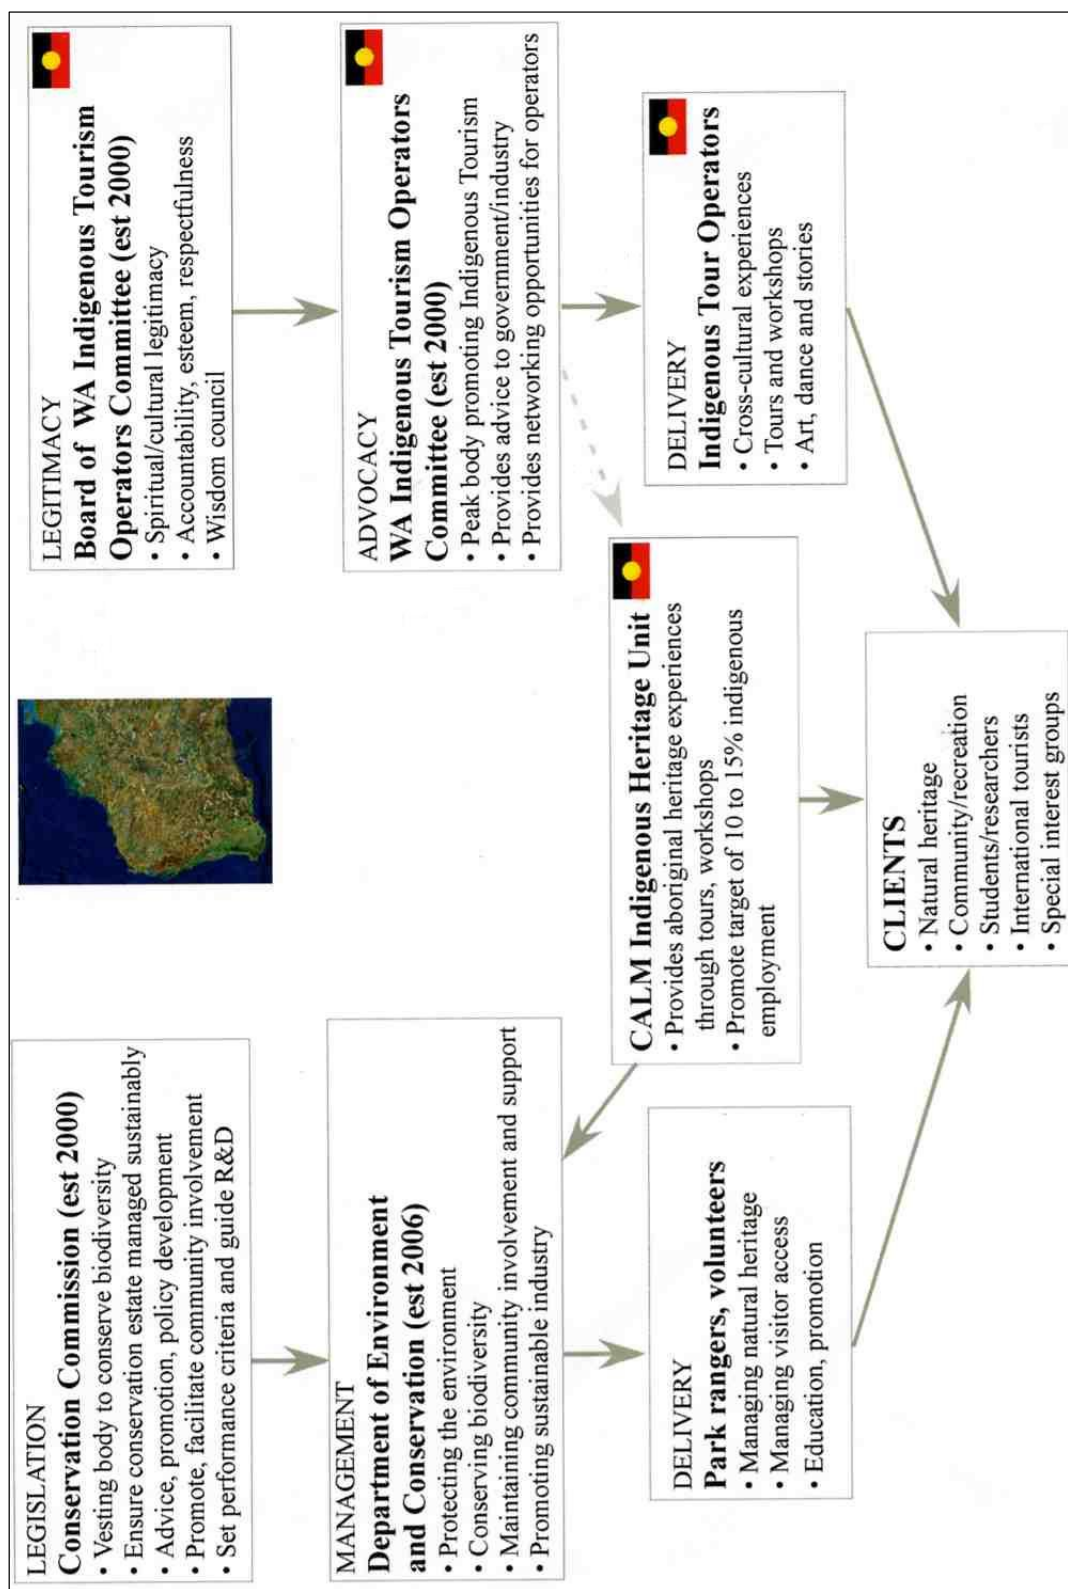 LEGISLATION
Conservation Commission (est 2000)
• Vesting body to conserve biodiversity
• Ensure conservation estate managed sustainably
• Advice, promotion, policy development
• Promote, facilitate community involvement
• Set performance criteria and guide R&D
LEGITIMACY
Board of WA Indigenous Tourism
Operators Committee (est 2000)
• Spiritual/cultural legitimacy
• Accountability, esteem, respectfulness
• Wisdom council
MANAGEMENT
Department of Environment
and Conservation (est 2006)
• Protecting the environment
• Conserving biodiversity
• Maintaining community involvement and support
• Promoting sustainable industry
ADVOCACY
WA Indigenous Tourism Operators
Committee (est 2000)
• Peak body promoting Indigenous Tourism
• Provides advice to government/industry
• Provides networking opportunities for operators
CALM Indigenous Heritage Unit
• Provides aboriginal heritage experiences
through tours, workshops
• Promote target of 10 to 15% indigenous
employment
DELIVERY
Park rangers, volunteers
• Managing natural heritage
• Managing visitor access
• Education, promotion
DELIVERY
Indigenous Tour Operators
• Cross-cultural experiences
• Tours and workshops
• Art, dance and stories
CLIENTS
• Natural heritage
• Community/recreation
• Students/researchers
• International tourists
• Special interest groups